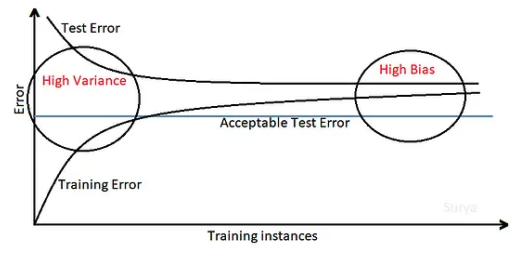 Test Error
High Variance
High Bias
Error
Acceptable Test Error
Training Error
Surya
Training instances